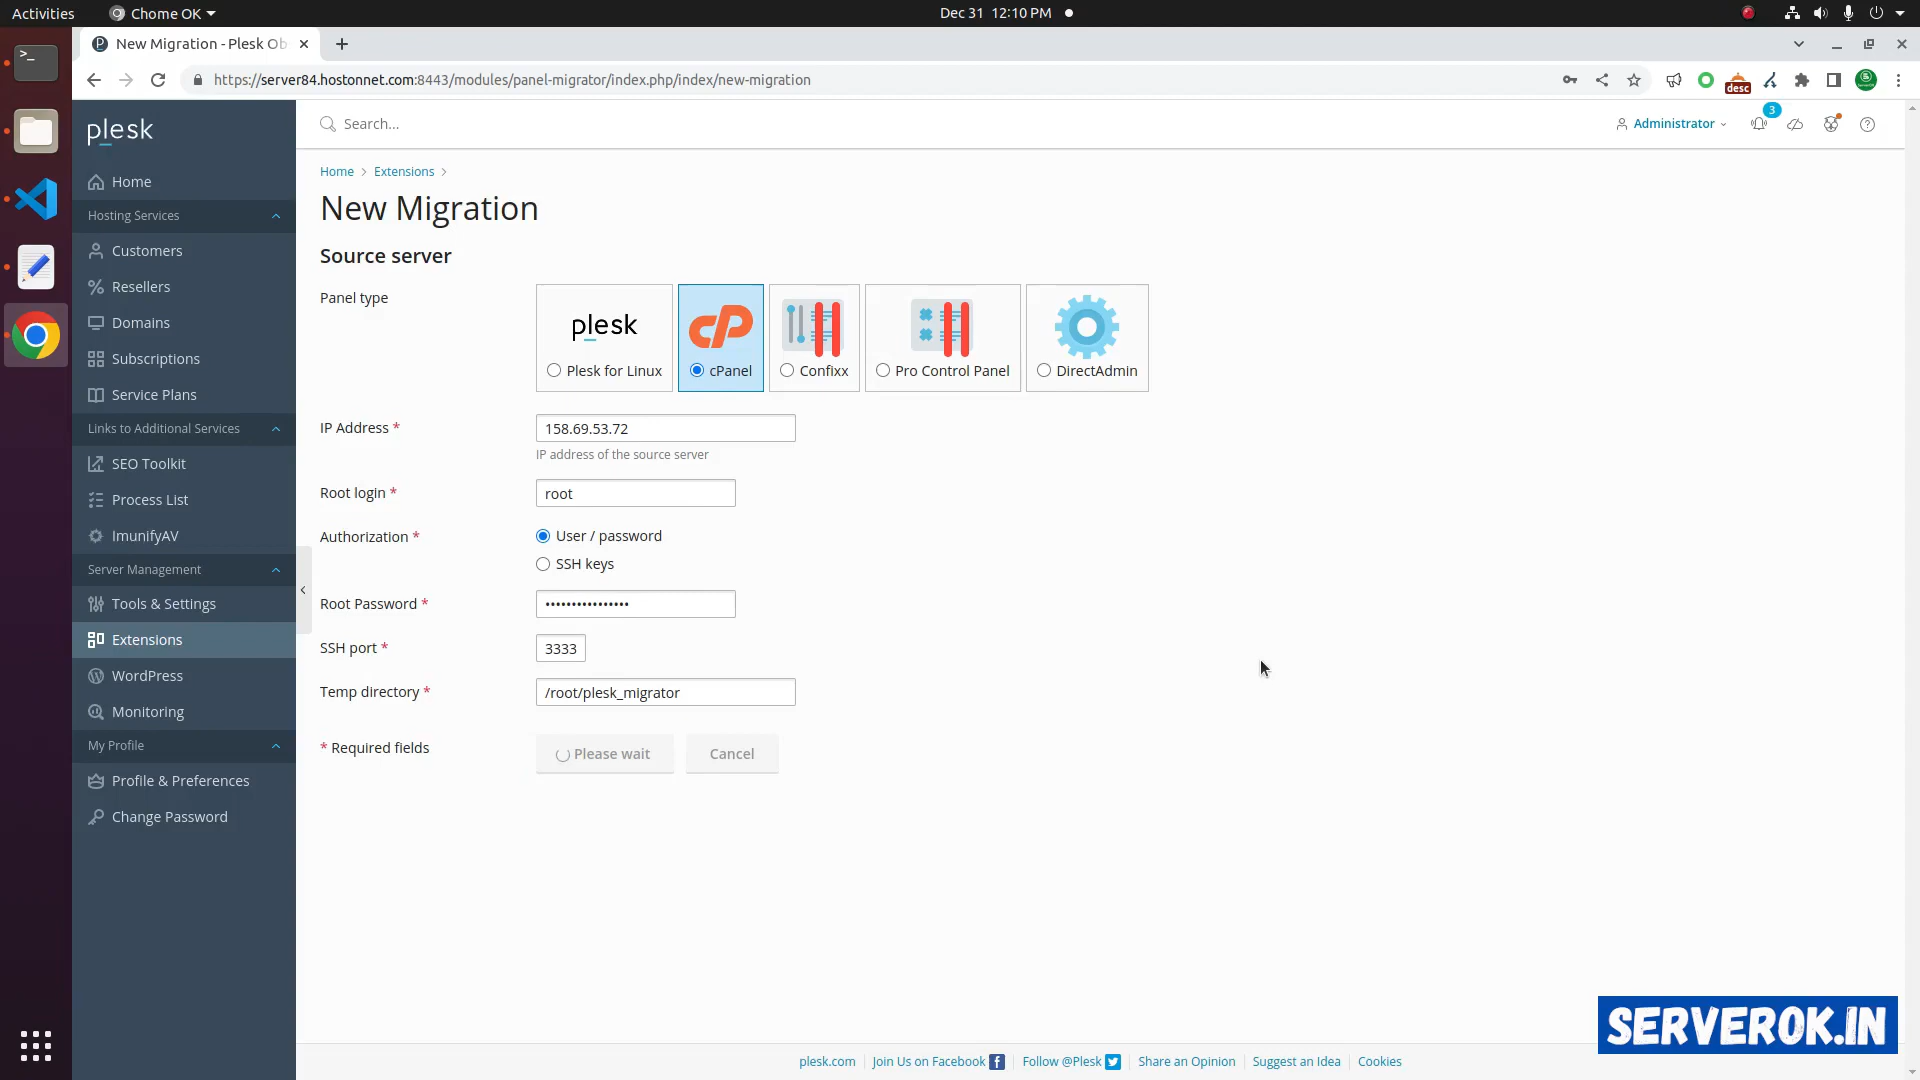 Activities
Chome OK
Dec 31 12:10 PM
New Migration - Plesk Ob
https://server84.hostonnet.com:8443/modules/panel-migrator/index.php/index/new-migration
desc
plesk
Search...
3
Administrator
Home
Hosting Services
Customers
Resellers
Domains
Subscriptions
Service Plans
Links to Additional Services
SEO Toolkit
Process List
ImunifyAV
Server Management
Tools & Settings
Extensions
WordPress
Monitoring
My Profile
Profile & Preferences
Change Password
Home > Extensions >
New Migration
Source server
Panel type
plesk
cP
Plesk for Linux
cPanel
Confixx
Pro Control Panel
DirectAdmin
IP Address *
158.69.53.72
IP address of the source server
Root login *
root
Authorization *
User / password
SSH keys
Root Password *
••••••••••••••••
SSH port *
3333
Temp directory *
/root/plesk_migrator
* Required fields
Please wait
Cancel
SERVEROK.IN
plesk.com
Join Us on Facebook
Follow @Plesk
Share an Opinion
Suggest an Idea
Cookies